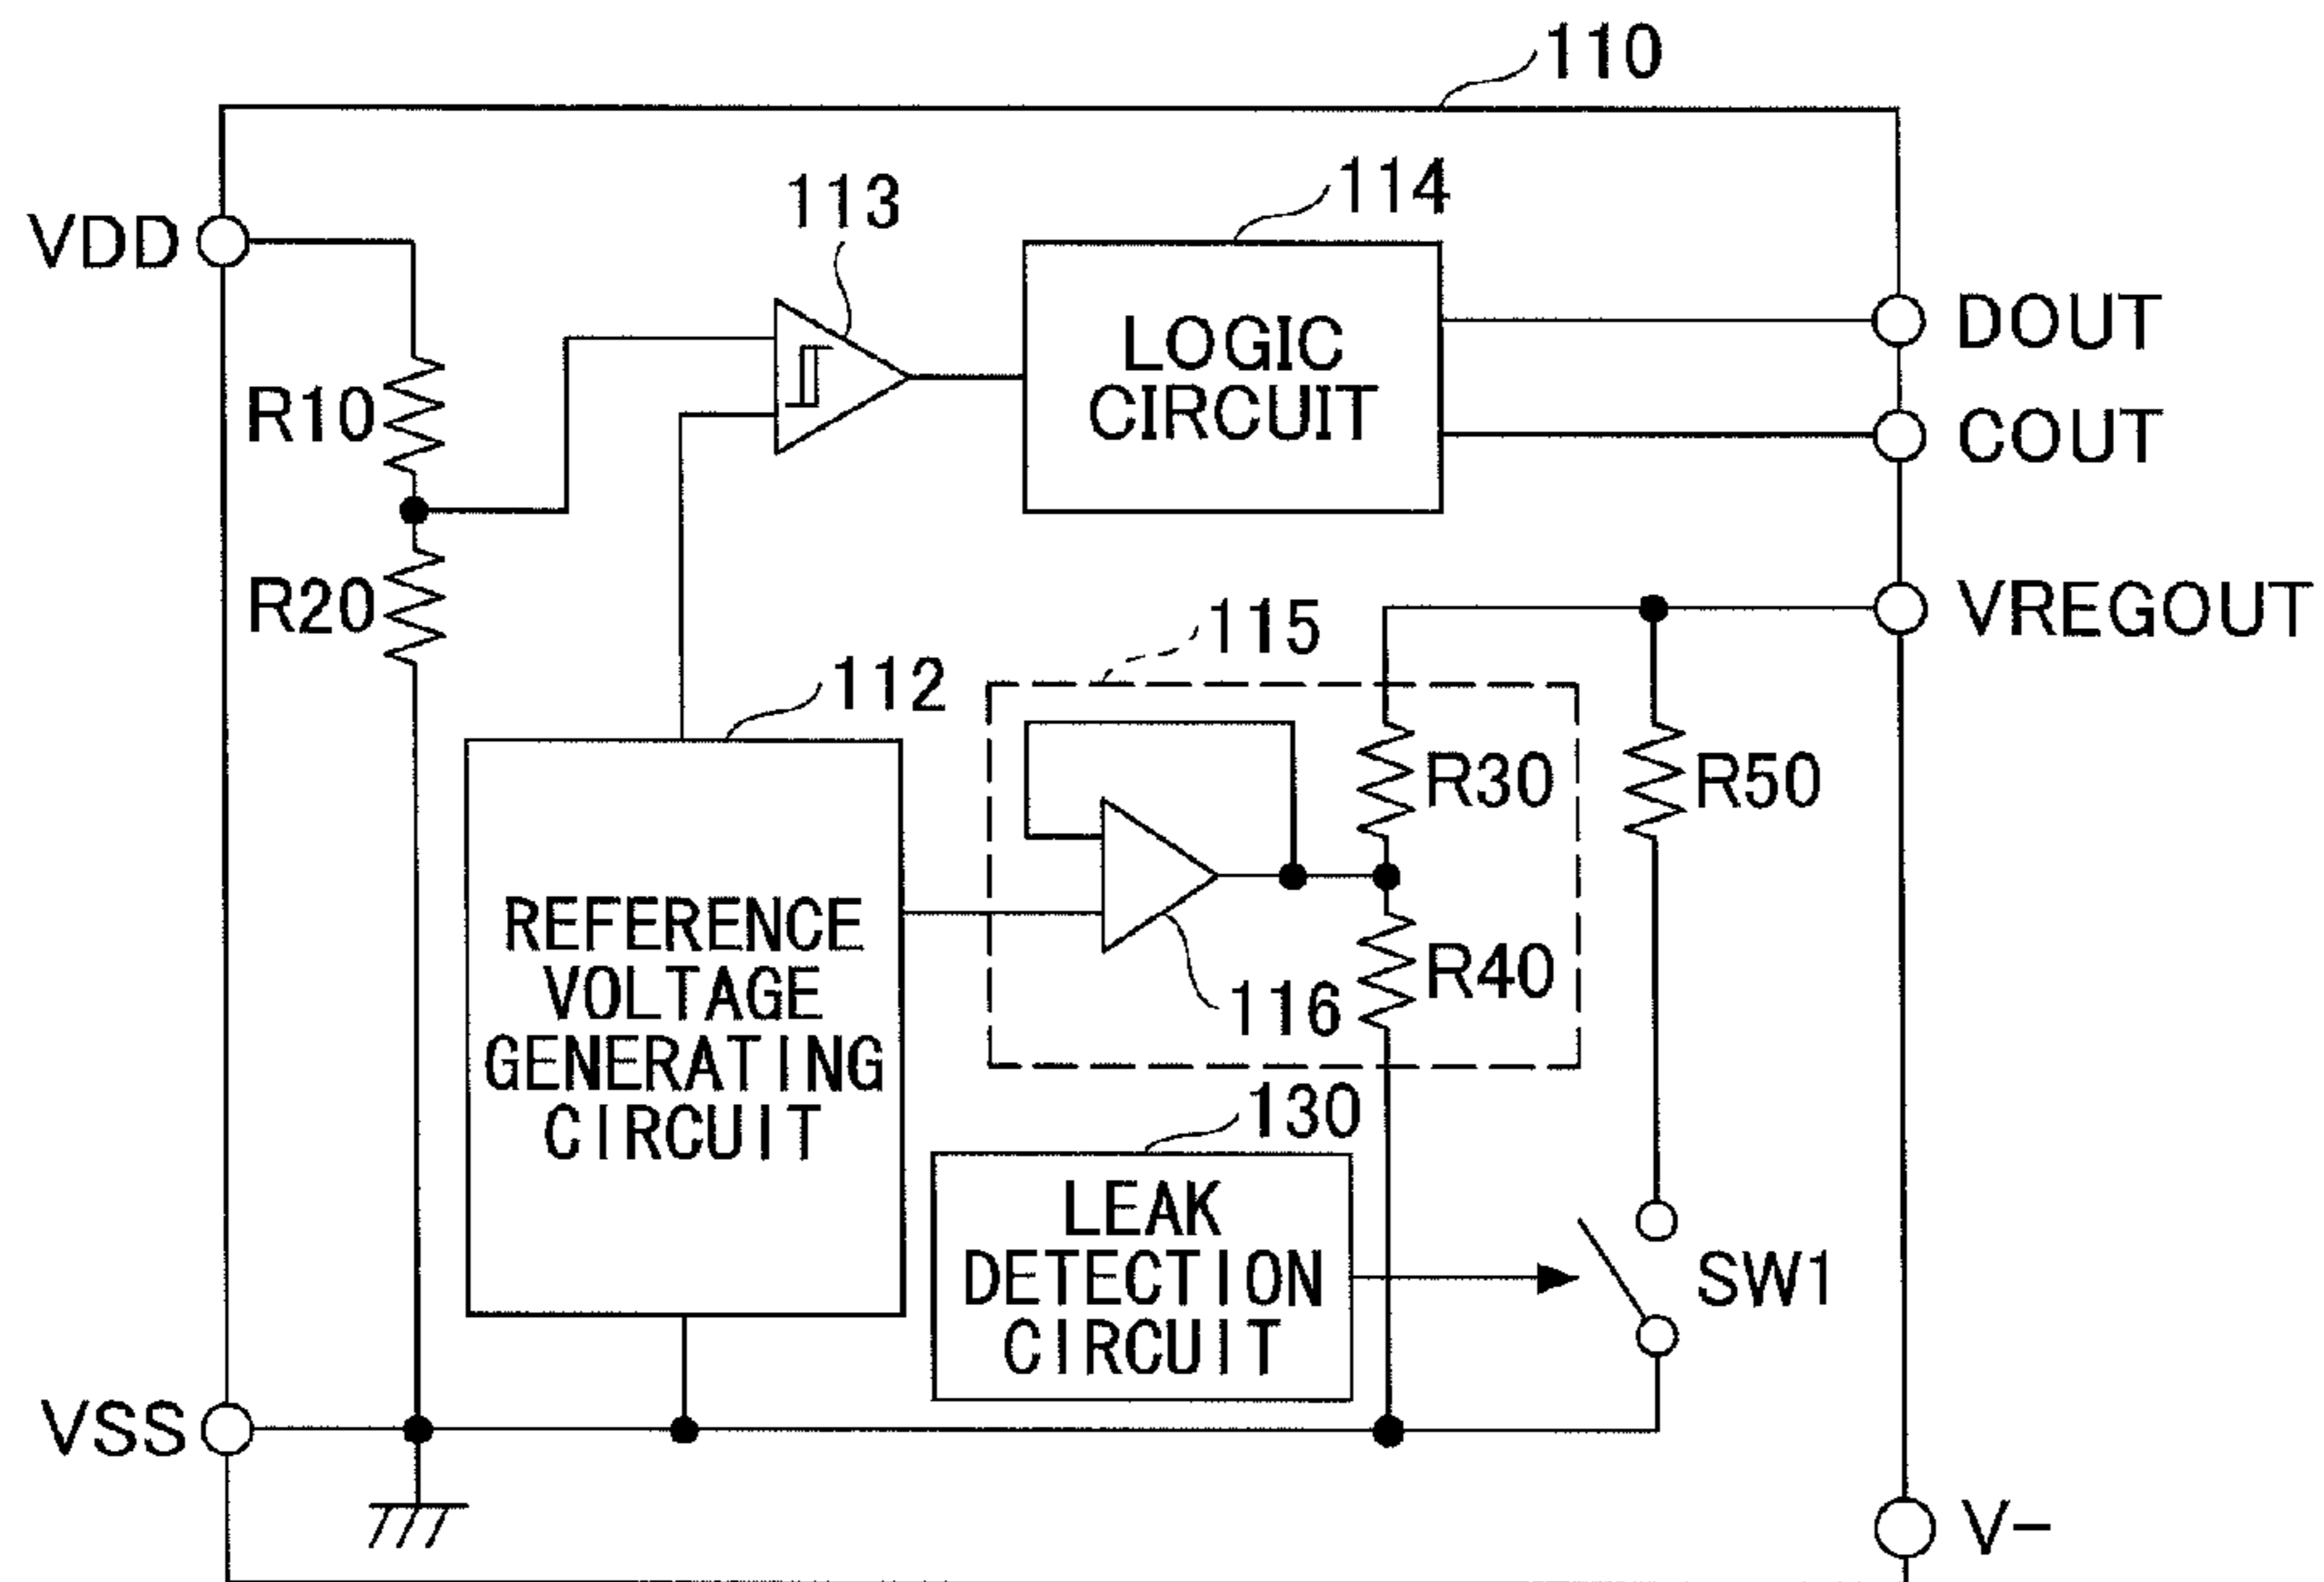 110
113
114
VDD
LOGIC
CIRCUIT
DOUT
COUT
R10
R20
115
VREGOUT
112
R30
R50
REFERENCE
VOLTAGE
GENERATING
CIRCUIT
R40
116
130
LEAK
DETECTION
CIRCUIT
SW1
VSS
V-